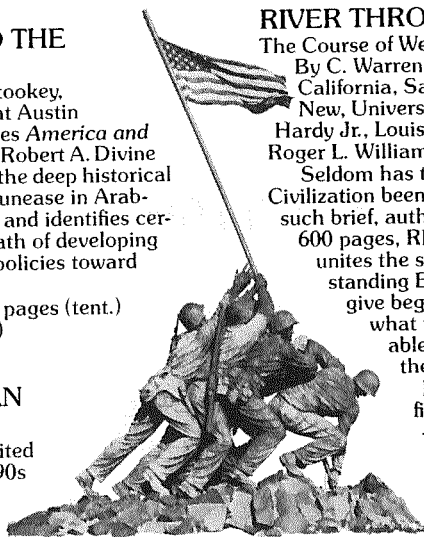 O THE
ookey,
at Austin
es America and
Robert A. Divine
the deep historical
unease in Arab-
and identifies cer-
ath of developing
policies toward
pages (tent.)
)
AN
ited
90s
RIVER THRO
The Course of We
By C. Warren
California, Sa
New, Univers
Hardy Jr., Louis
Roger L. William
Seldom has t
Civilization been
such brief, auth
600 pages, RI
unites the s
standing E
give beg
what
able
the
fi